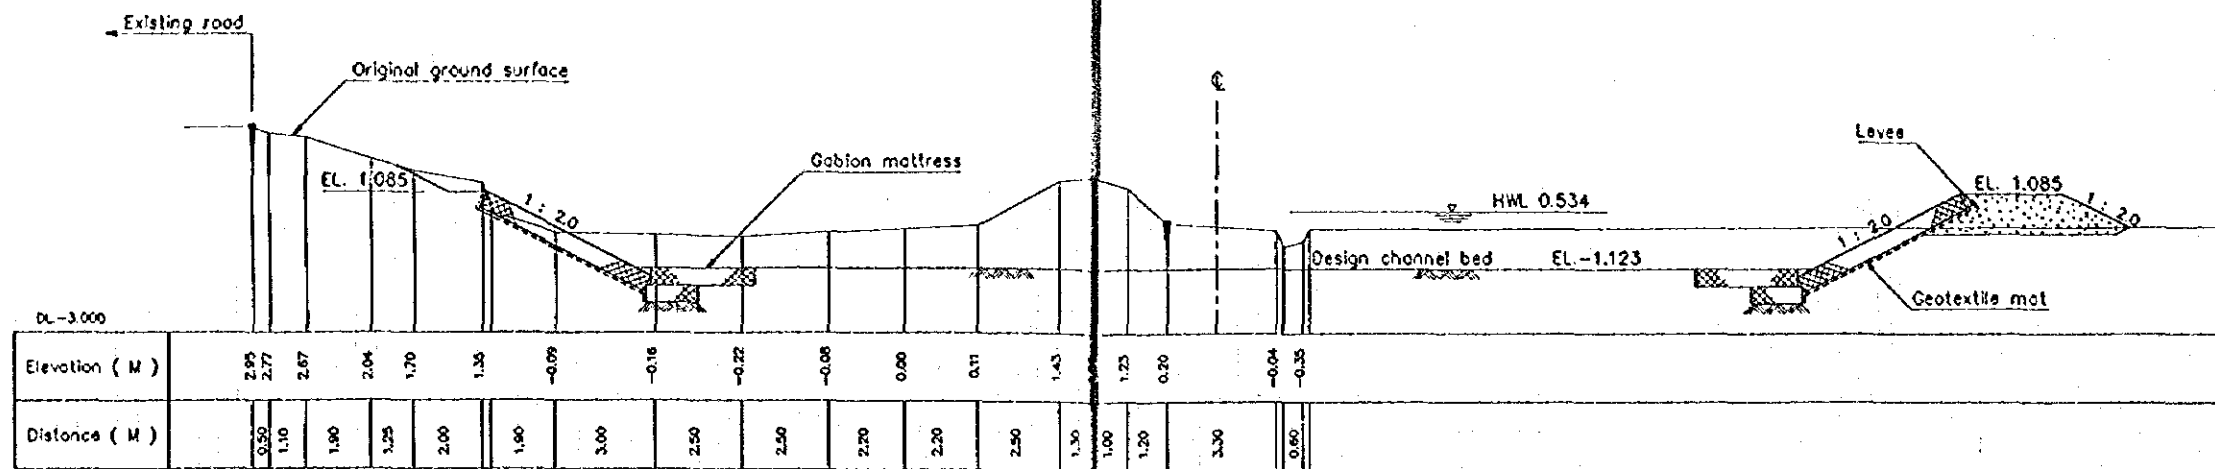 Existing road
Original ground surface
℄
Gabion mattress
Levee
EL. 1.085
1 : 2.0
HWL 0.534
EL. 1.085
1 : 2.0
1 : 2.0
Design channel bed EL.-1.123
Geotextile mat
DL-3.000
Elevation ( M ) 2.95 2.77 2.67 2.04 1.70 1.35 -0.09 -0.16 -0.22 -0.08 0.00 0.11 1.43 1.23 0.20 -0.04 -0.35
Distance ( M ) 0.50 1.10 1.90 1.25 2.00 1.90 3.00 2.50 2.50 2.20 2.20 2.50 1.30 1.00 1.20 3.30 0.60